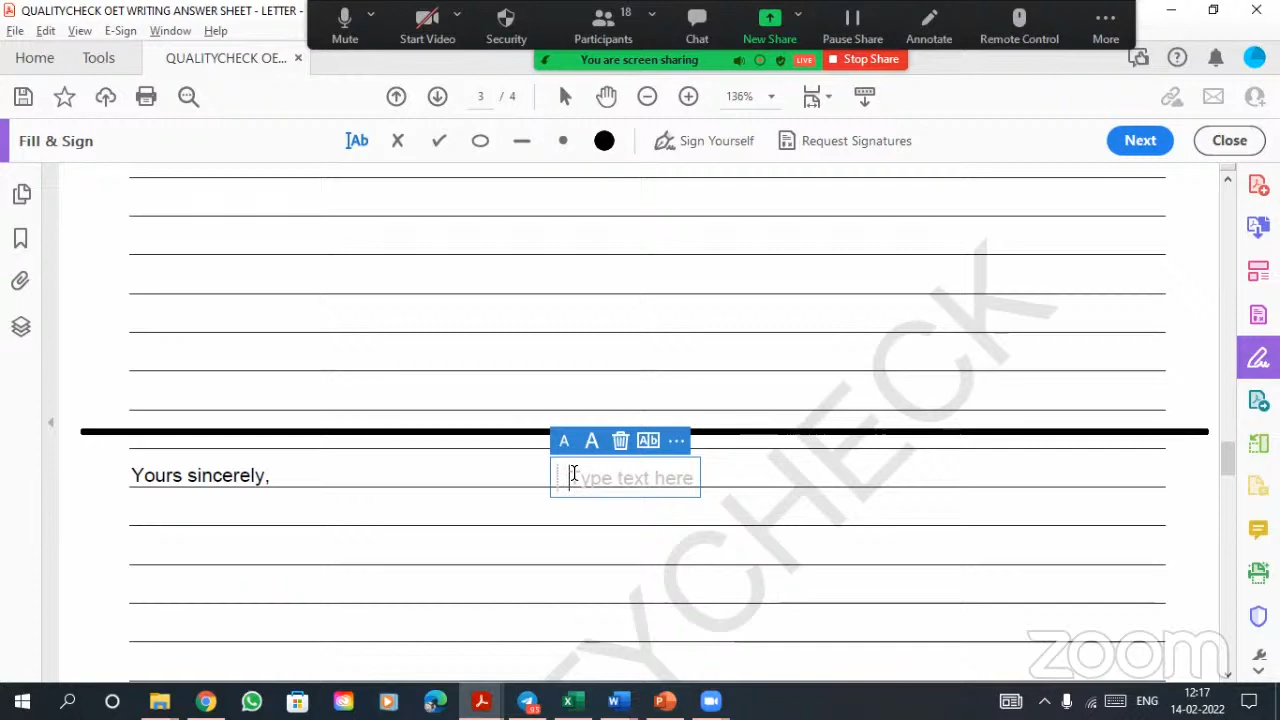 QUALITYCHECK OET WRITING ANSWER SHEET - LETTER -
File Edit View E-Sign Window Help
Mute Start Video Security Participants 18 Chat New Share Pause Share Annotate Remote Control More
You are screen sharing LIVE Stop Share
Home Tools QUALITYCHECK OE... ×
3 / 4 136%
Fill & Sign Ab Sign Yourself Request Signatures Next Close
A A Ab ...
Yours sincerely, Type text here
QUALITYCHECK
zoom
ENG 12:17
14-02-2022